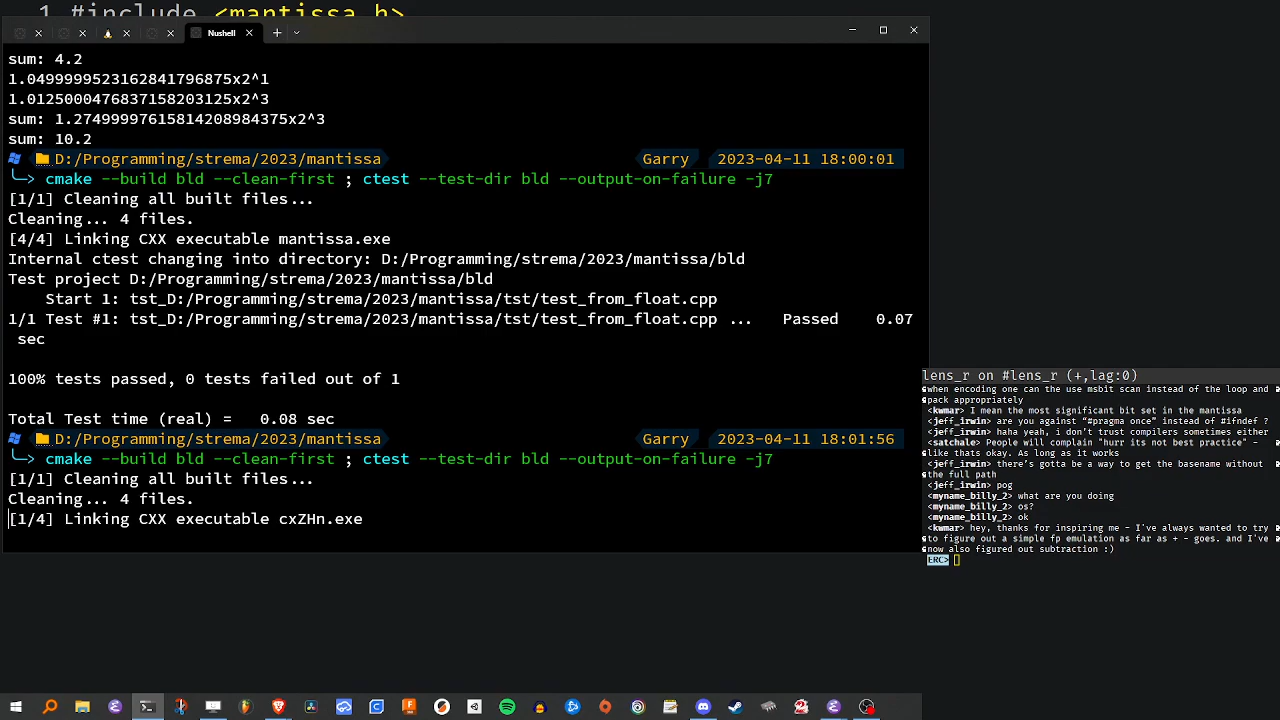 1 #include <mantissa.h>
Nushell
sum: 4.2
1.0499999523162841796875x2^1
1.0125000476837158203125x2^3
sum: 1.27499997615814208984375x2^3
sum: 10.2
D:/Programming/strema/2023/mantissa Garry 2023-04-11 18:00:01
╰─> cmake --build bld --clean-first ; ctest --test-dir bld --output-on-failure -j7
[1/1] Cleaning all built files...
Cleaning... 4 files.
[4/4] Linking CXX executable mantissa.exe
Internal ctest changing into directory: D:/Programming/strema/2023/mantissa/bld
Test project D:/Programming/strema/2023/mantissa/bld
Start 1: tst_D:/Programming/strema/2023/mantissa/tst/test_from_float.cpp
1/1 Test #1: tst_D:/Programming/strema/2023/mantissa/tst/test_from_float.cpp ... Passed 0.07
sec
100% tests passed, 0 tests failed out of 1
Total Test time (real) = 0.08 sec
D:/Programming/strema/2023/mantissa Garry 2023-04-11 18:01:56
╰─> cmake --build bld --clean-first ; ctest --test-dir bld --output-on-failure -j7
[1/1] Cleaning all built files...
Cleaning... 4 files.
[1/4] Linking CXX executable cxZHn.exe
lens_r on #lens_r (+,lag:0)
when encoding one can the use msbit scan instead of the loop and
pack appropriately
<kwmar> I mean the most significant bit set in the mantissa
<jeff_irwin> are you against "#pragma once" instead of #ifndef ?
<jeff_irwin> haha yeah, i don't trust compilers sometimes either
<satchale> People will complain "hurr its not best practice" -
like thats okay. As long as it works
<jeff_irwin> there's gotta be a way to get the basename without
the full path
<jeff_irwin> pog
<myname_billy_2> what are you doing
<myname_billy_2> os?
<myname_billy_2> ok
<kwmar> hey, thanks for inspiring me - I've always wanted to try
to figure out a simple fp emulation as far as + - goes. and I've
now also figured out subtraction :)
ERC>